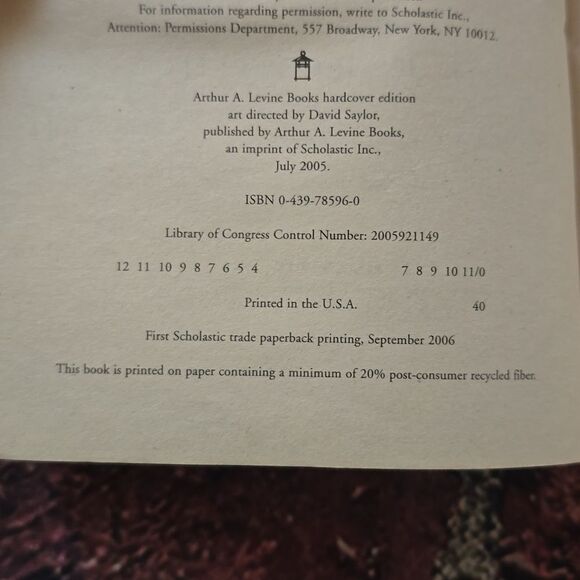 For information regarding permission, write to Scholastic Inc.,
Attention: Permissions Department, 557 Broadway, New York, NY 10012.
Arthur A. Levine Books hardcover edition
art directed by David Saylor,
published by Arthur A. Levine Books,
an imprint of Scholastic Inc.,
July 2005.
ISBN 0-439-78596-0
Library of Congress Control Number: 2005921149
12 11 10 9 8 7 6 5 4 7 8 9 10 11/0
Printed in the U.S.A. 40
First Scholastic trade paperback printing, September 2006
This book is printed on paper containing a minimum of 20% post-consumer recycled fiber.